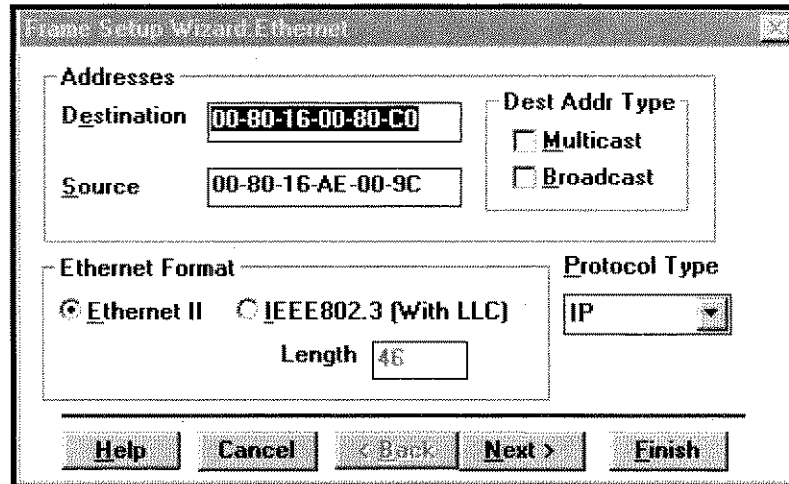 Frame Setup Wizard:Ethernet
Addresses
Destination 00-80-16-00-80-C0
Dest Addr Type
Multicast
Source 00-80-16-AE-00-9C
Broadcast
Ethernet Format
Protocol Type
Ethernet II IEEE802.3 (With LLC)
IP
Length 46
Help Cancel < Back Next > Finish